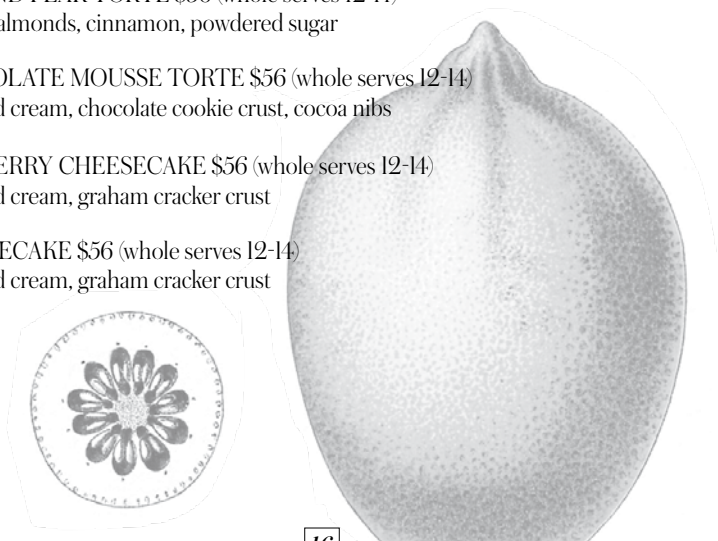 ND PEAR TORTE $56 (whole serves 12-14)
almonds, cinnamon, powdered sugar
OLATE MOUSSE TORTE $56 (whole serves 12-14)
d cream, chocolate cookie crust, cocoa nibs
ERRY CHEESECAKE $56 (whole serves 12-14)
d cream, graham cracker crust
ECAKE $56 (whole serves 12-14)
d cream, graham cracker crust
16